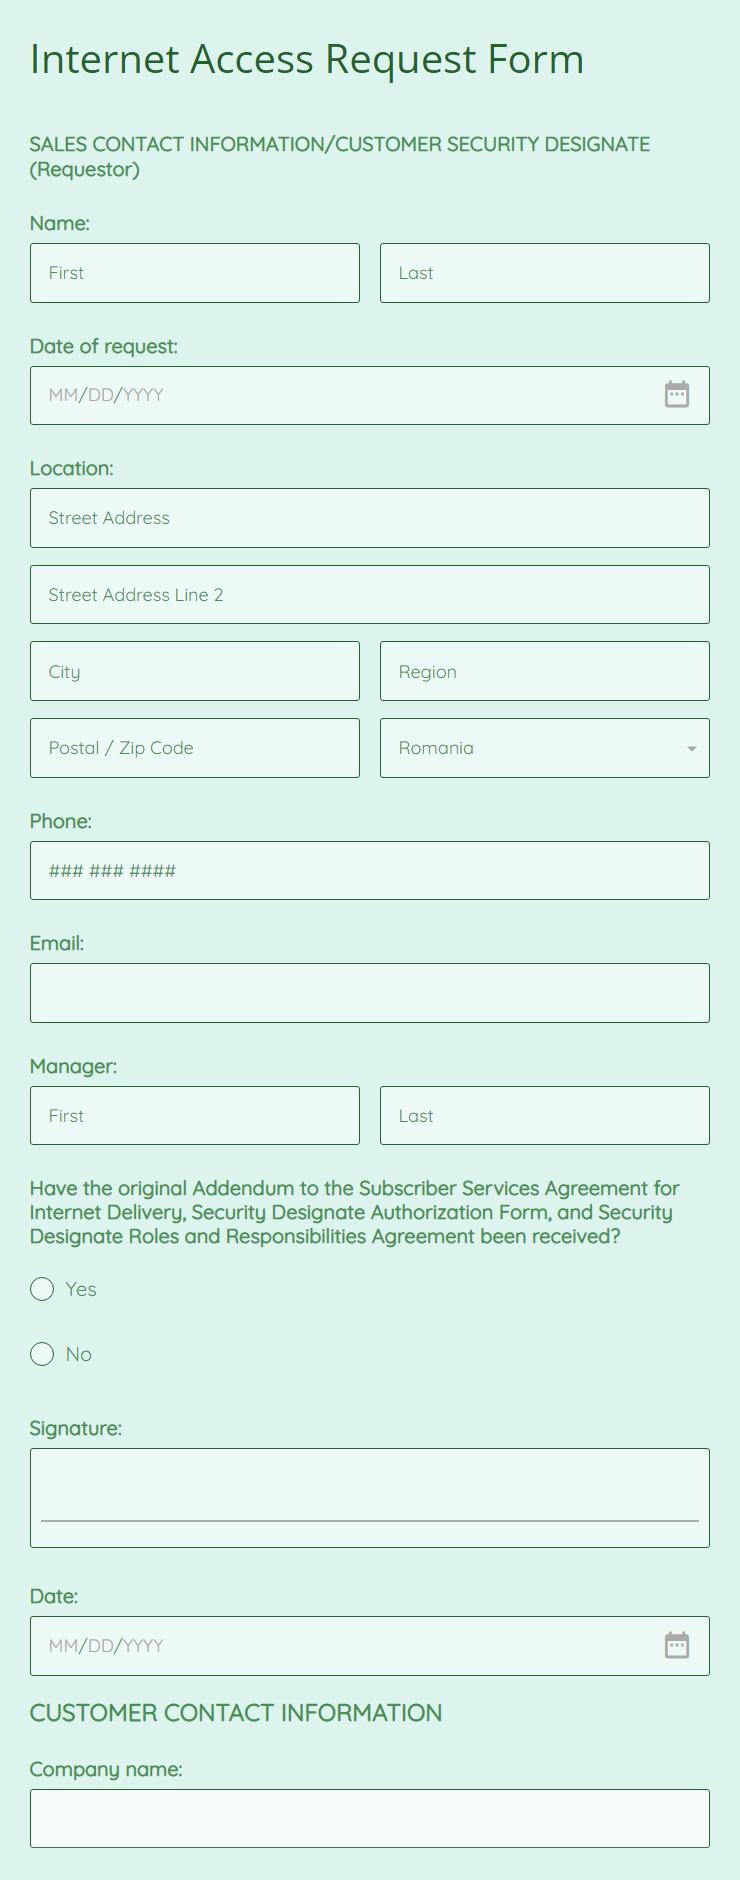 Internet Access Request Form
SALES CONTACT INFORMATION/CUSTOMER SECURITY DESIGNATE
(Requestor)
Name:
First
Last
Date of request:
MM/DD/YYYY
Location:
Street Address
Street Address Line 2
City
Region
Postal / Zip Code
Romania
Phone:
### ### ####
Email:
Manager:
First
Last
Have the original Addendum to the Subscriber Services Agreement for
Internet Delivery, Security Designate Authorization Form, and Security
Designate Roles and Responsibilities Agreement been received?
Yes
No
Signature:
Date:
MM/DD/YYYY
CUSTOMER CONTACT INFORMATION
Company name: